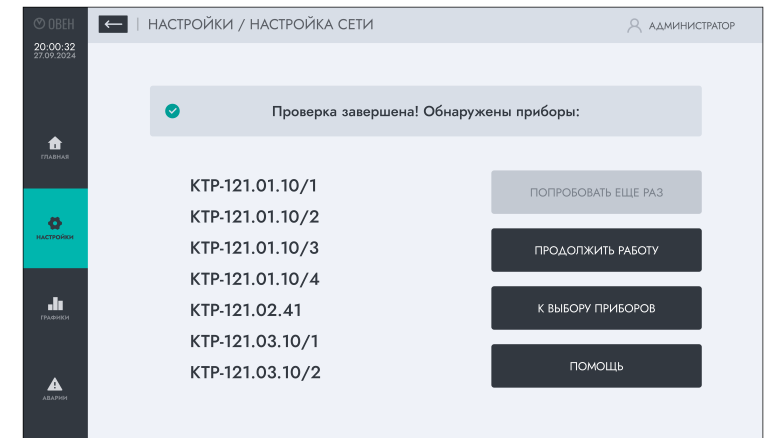 ОВЕН
НАСТРОЙКИ / НАСТРОЙКА СЕТИ
АДМИНИСТРАТОР
20:00:32
27.09.2024
Проверка завершена! Обнаружены приборы:
ГЛАВНАЯ
НАСТРОЙКИ
ГРАФИКИ
АВАРИИ
КТР-121.01.10/1
КТР-121.01.10/2
КТР-121.01.10/3
КТР-121.01.10/4
КТР-121.02.41
КТР-121.03.10/1
КТР-121.03.10/2
ПОПРОБОВАТЬ ЕЩЕ РАЗ
ПРОДОЛЖИТЬ РАБОТУ
К ВЫБОРУ ПРИБОРОВ
ПОМОЩЬ